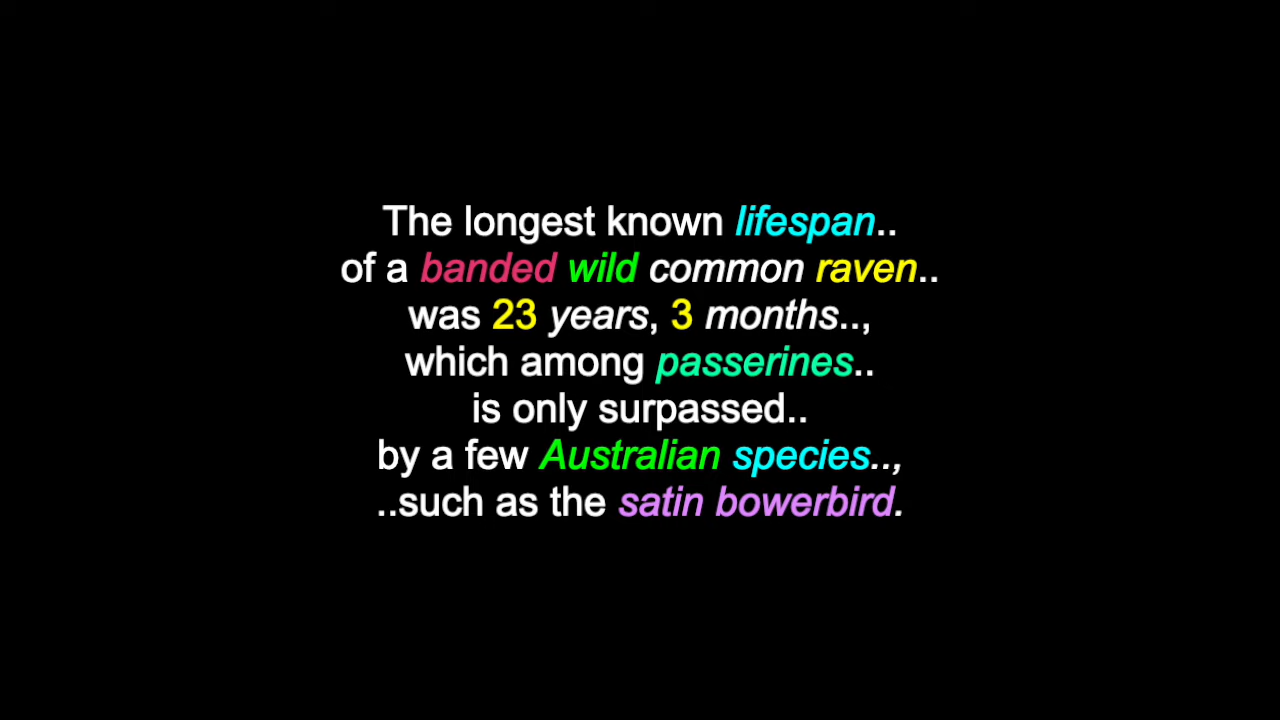 The longest known lifespan..
of a banded wild common raven..
was 23 years, 3 months..,
which among passerines..
is only surpassed..
by a few Australian species..,
..such as the satin bowerbird.